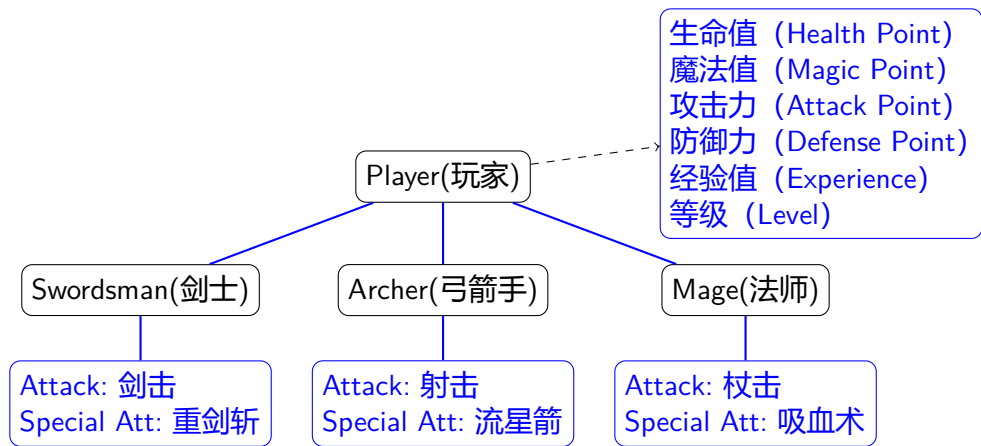 生命值（Health Point）
魔法值（Magic Point）
攻击力（Attack Point）
防御力（Defense Point）
经验值（Experience）
等级（Level）
Player(玩家)
Swordsman(剑士)
Archer(弓箭手)
Mage(法师)
Attack: 剑击
Special Att: 重剑斩
Attack: 射击
Special Att: 流星箭
Attack: 杖击
Special Att: 吸血术